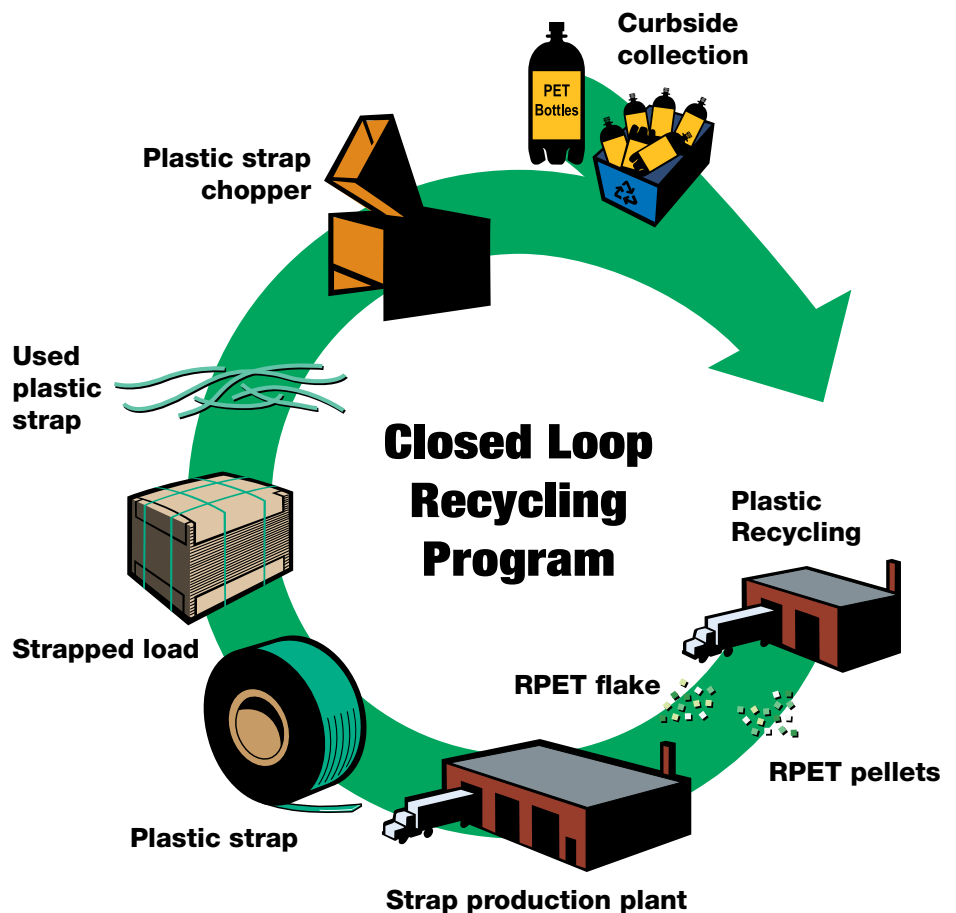 Curbside
collection
PET
Bottles
Plastic strap
chopper
Used
plastic
strap
Closed Loop
Recycling
Program
Plastic
Recycling
Strapped load
RPET flake
RPET pellets
Plastic strap
Strap production plant